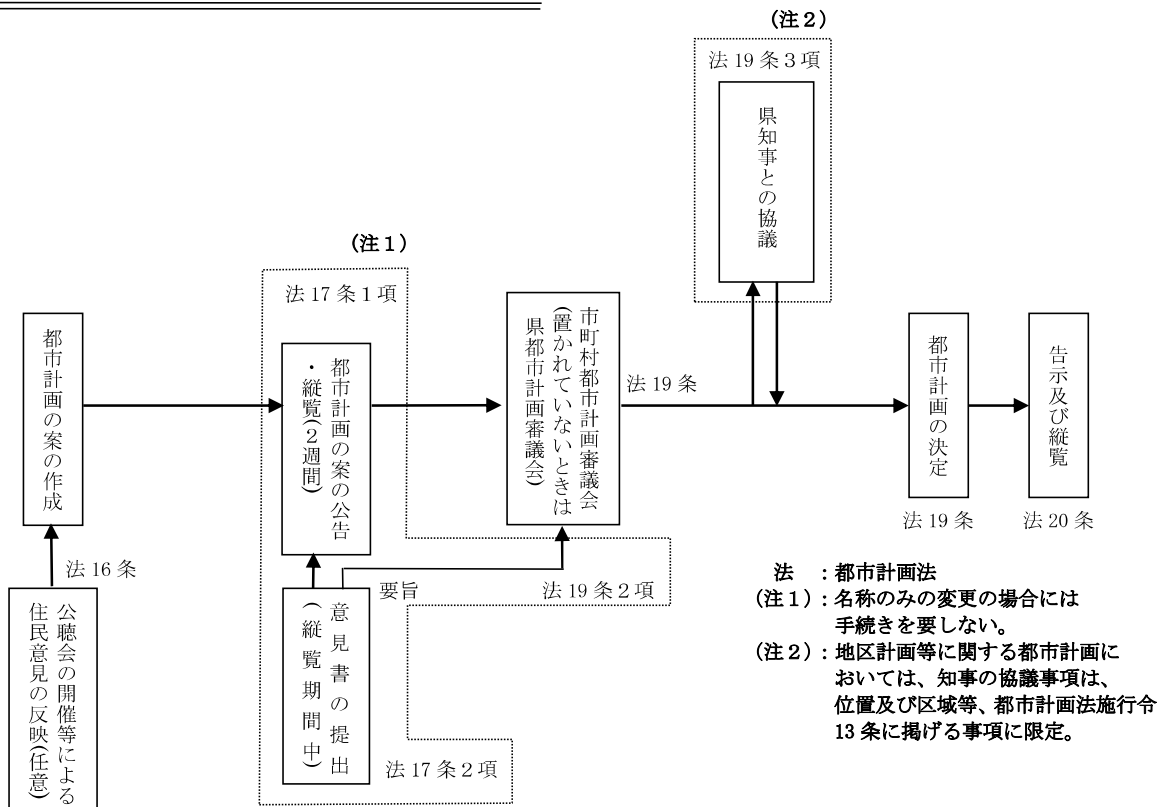 (注2)
法19条3項
県知事との協議
(注1)
法17条1項
都市計画の案の作成
都市計画の案の公告
・縦覧(2週間)
市町村都市計画審議会
(置かれていないときは
県都市計画審議会)
法19条
都市計画の決定
告示及び縦覧
法19条
法20条
法16条
公聴会の開催等による
住民意見の反映(任意)
意見書の提出
(縦覧期間中)
要旨
法19条2項
法17条2項
法 :都市計画法
(注1):名称のみの変更の場合には
手続きを要しない。
(注2):地区計画等に関する都市計画に
おいては、知事の協議事項は、
位置及び区域等、都市計画法施行令
13条に掲げる事項に限定。